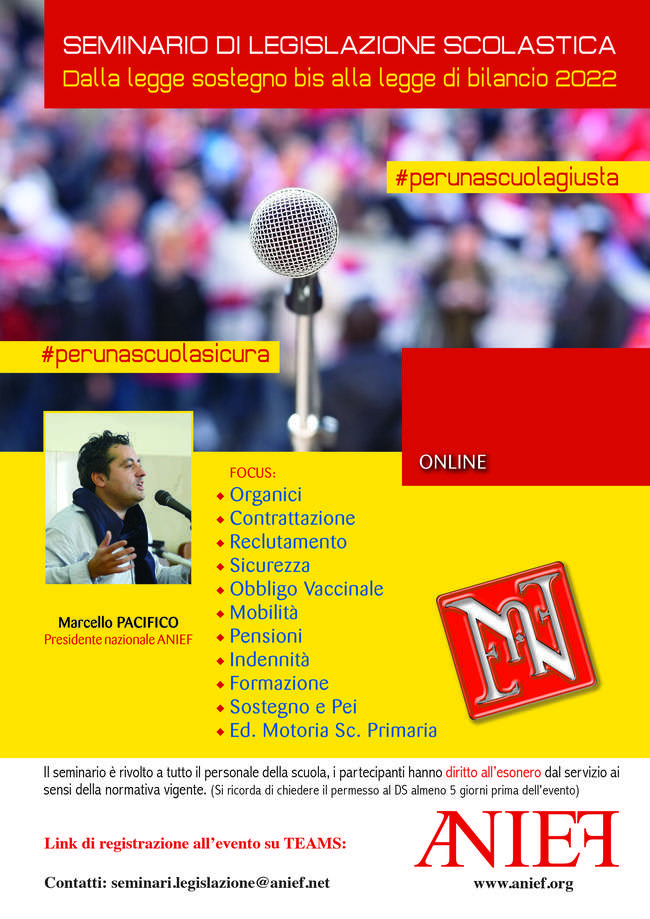 SEMINARIO DI LEGISLAZIONE SCOLASTICA
Dalla legge sostegno bis alla legge di bilancio 2022
#perunascuolagiusta
#perunascuolasicura
ONLINE
FOCUS:
◆ Organici
◆ Contrattazione
◆ Reclutamento
◆ Sicurezza
◆ Obbligo Vaccinale
◆ Mobilità
◆ Pensioni
◆ Indennità
◆ Formazione
◆ Sostegno e Pei
◆ Ed. Motoria Sc. Primaria
Marcello PACIFICO
Presidente nazionale ANIEF
Il seminario è rivolto a tutto il personale della scuola, i partecipanti hanno diritto all'esonero dal servizio ai
sensi della normativa vigente. (Si ricorda di chiedere il permesso al DS almeno 5 giorni prima dell'evento)
Link di registrazione all'evento su TEAMS:
Contatti: seminari.legislazione@anief.net
ANIEF
www.anief.org